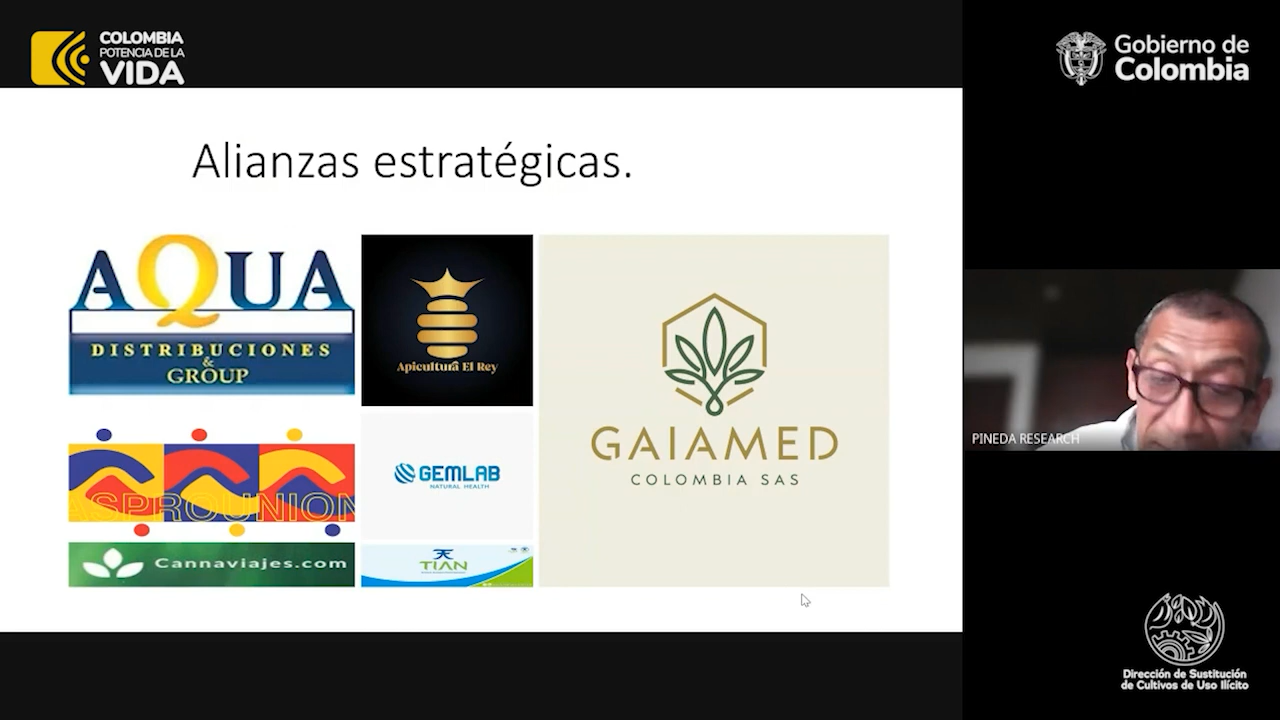 COLOMBIA
POTENCIA DE LA
VIDA
Gobierno de
Colombia
Alianzas estratégicas.
AQUA
DISTRIBUCIONES
&
GROUP
Apicultura El Rey
GAIAMED
COLOMBIA SAS
ASPROUNION
GEMLAB
NATURAL HEALTH
Cannaviajes.com
TIAN
PINEDA RESEARCH
Dirección de Sustitución
de Cultivos de Uso Ilícito